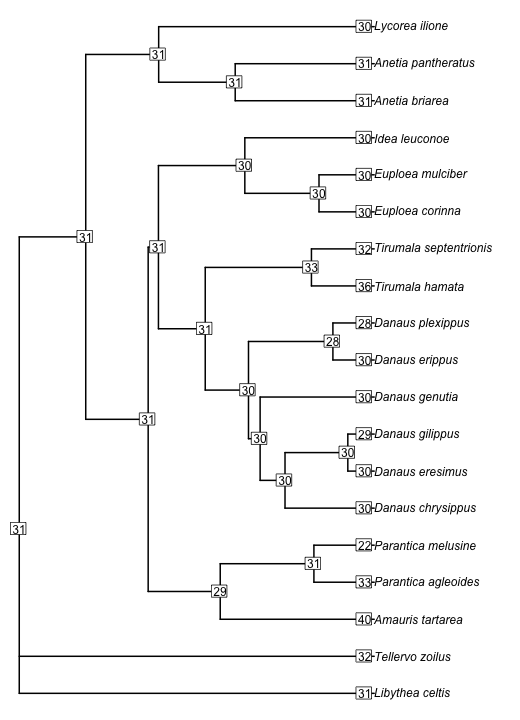 30 Lycorea ilione
31
31 Anetia pantheratus
31
31 Anetia briarea
30 Idea leuconoe
30
30 Euploea mulciber
30
30 Euploea corinna
31
31
32 Tirumala septentrionis
33
36 Tirumala hamata
28 Danaus plexippus
31
28
30 Danaus erippus
30
30 Danaus genutia
31
29 Danaus gilippus
30
30
30 Danaus eresimus
30
30 Danaus chrysippus
31
22 Parantica melusine
31
33 Parantica agleoides
29
40 Amauris tartarea
32 Tellervo zoilus
31 Libythea celtis